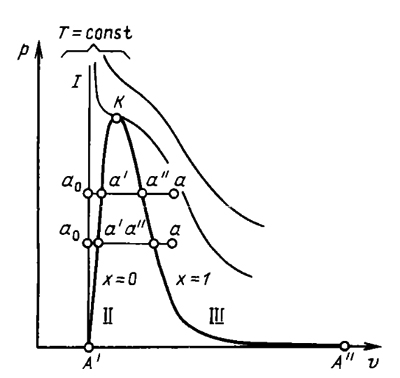 T = const
p
I
K
a₀ a' a'' a
a₀ a' a'' a
x=0 x=1
II III
A' A'' υ